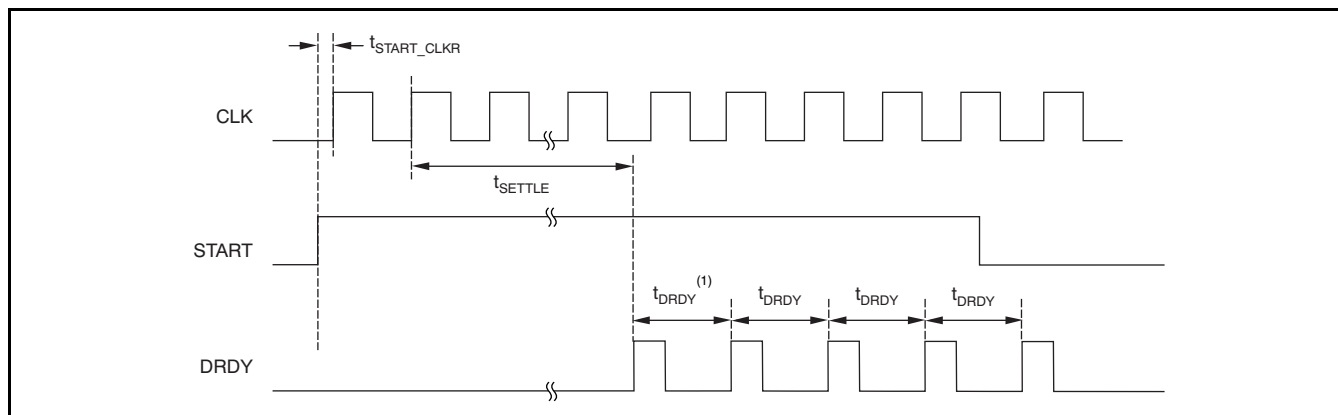 tSTART_CLKR
CLK
tSETTLE
START
tDRDY(1) tDRDY tDRDY tDRDY
DRDY